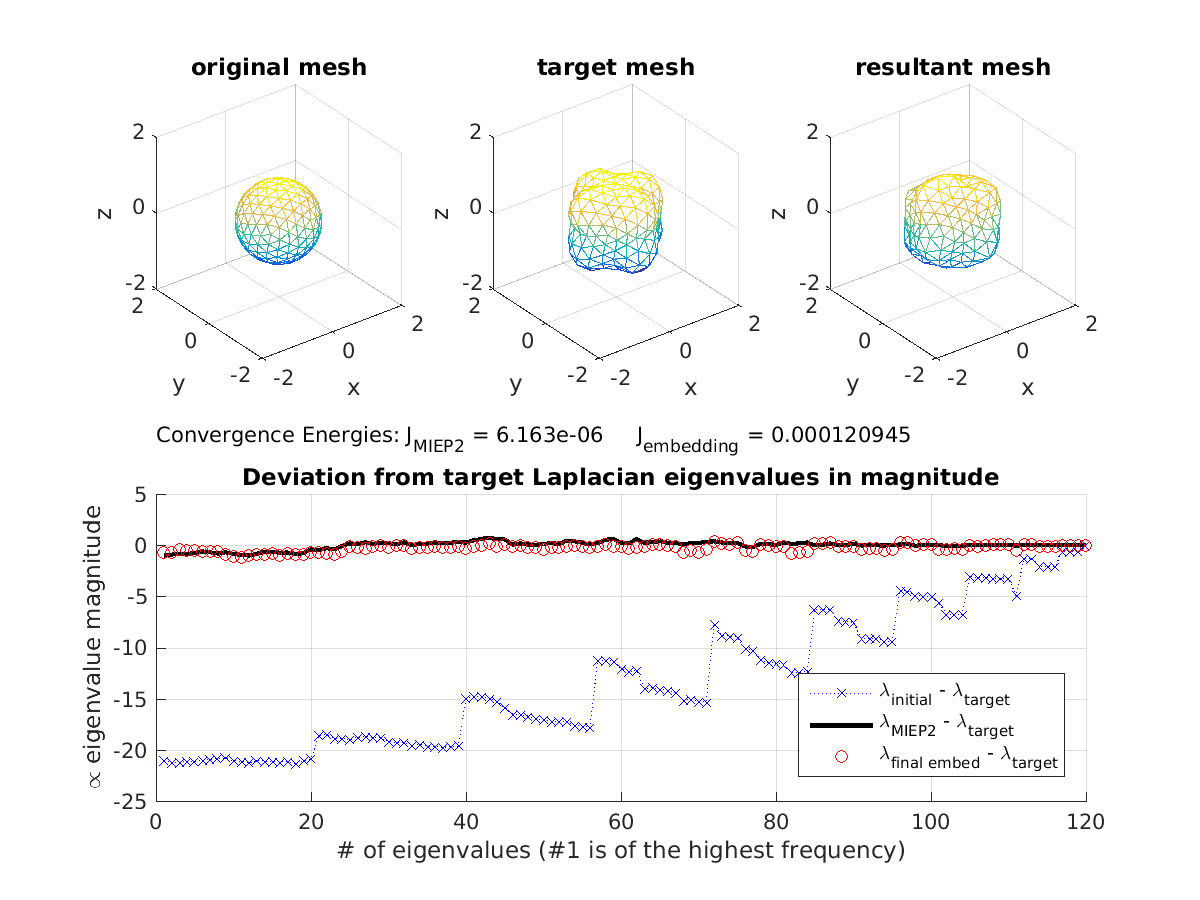 original mesh
target mesh
resultant mesh
2
0
-2
z
2
0
-2
y
-2
0
2
x
2
0
-2
z
2
0
-2
y
-2
0
2
x
2
0
-2
z
2
0
-2
y
-2
0
2
x
Convergence Energies: J_MIEP2 = 6.163e-06 J_embedding = 0.000120945
Deviation from target Laplacian eigenvalues in magnitude
5
0
-5
-10
-15
-20
-25
∝ eigenvalue magnitude
λ_initial - λ_target
λ_MIEP2 - λ_target
λ_final embed - λ_target
0 20 40 60 80 100 120
# of eigenvalues (#1 is of the highest frequency)